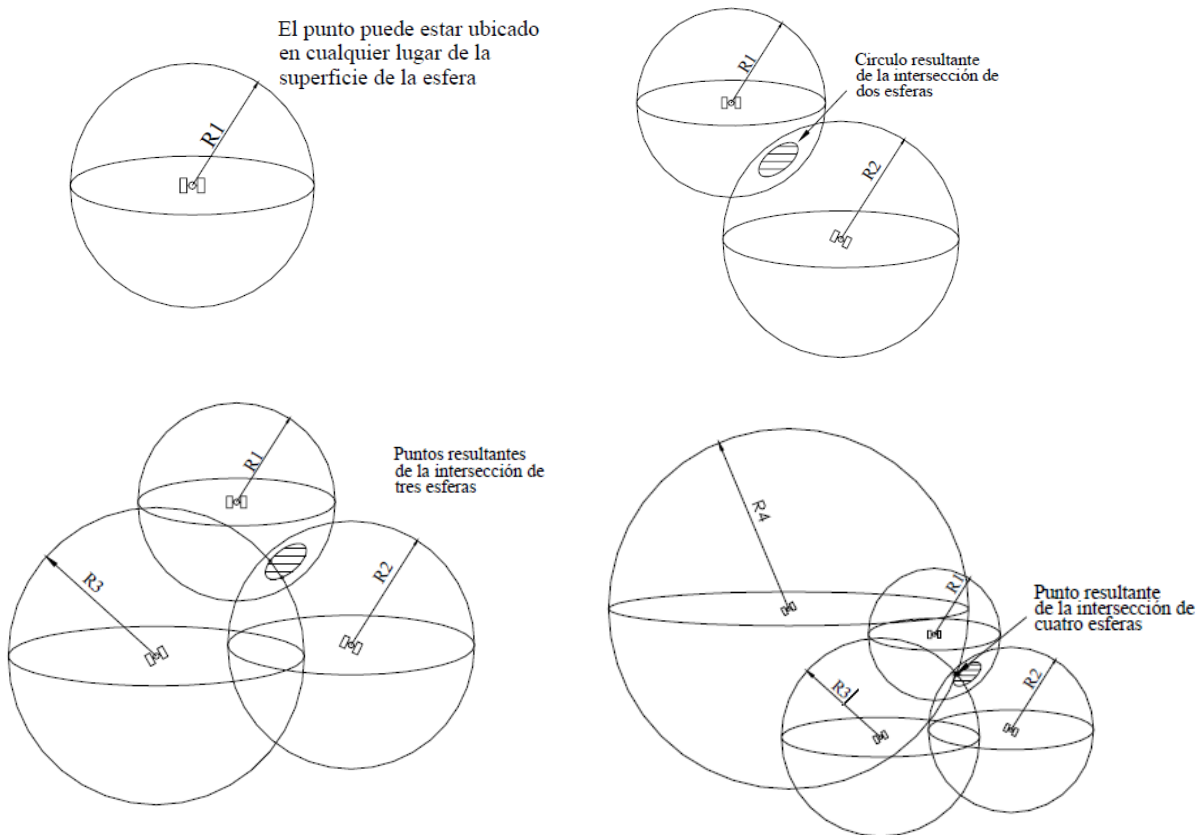 El punto puede estar ubicado
en cualquier lugar de la
superficie de la esfera
R1
Circulo resultante
de la intersección de
dos esferas
R1
R2
Puntos resultantes
de la intersección de
tres esferas
R1
R2
R3
R4
R1
Punto resultante
de la intersección de
cuatro esferas
R3
R2